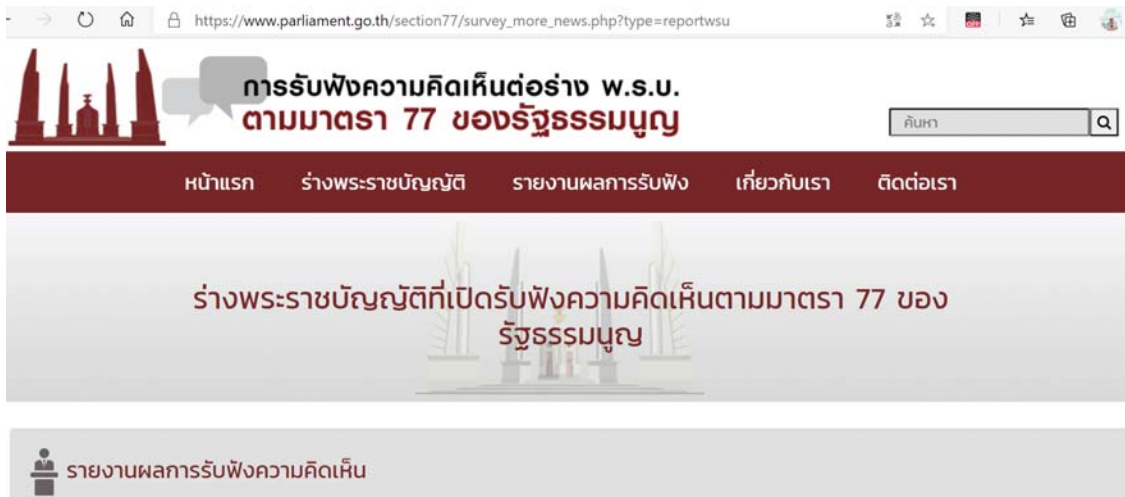 https://www.parliament.go.th/section77/survey_more_news.php?type=reportwsu
OFF
การรับฟังความคิดเห็นต่อร่าง พ.ร.บ.
ตามมาตรา 77 ของรัฐธรรมนูญ
ค้นหา
หน้าแรก ร่างพระราชบัญญัติ รายงานผลการรับฟัง เกี่ยวกับเรา ติดต่อเรา
ร่างพระราชบัญญัติที่เปิดรับฟังความคิดเห็นตามมาตรา 77 ของ
รัฐธรรมนูญ
รายงานผลการรับฟังความคิดเห็น